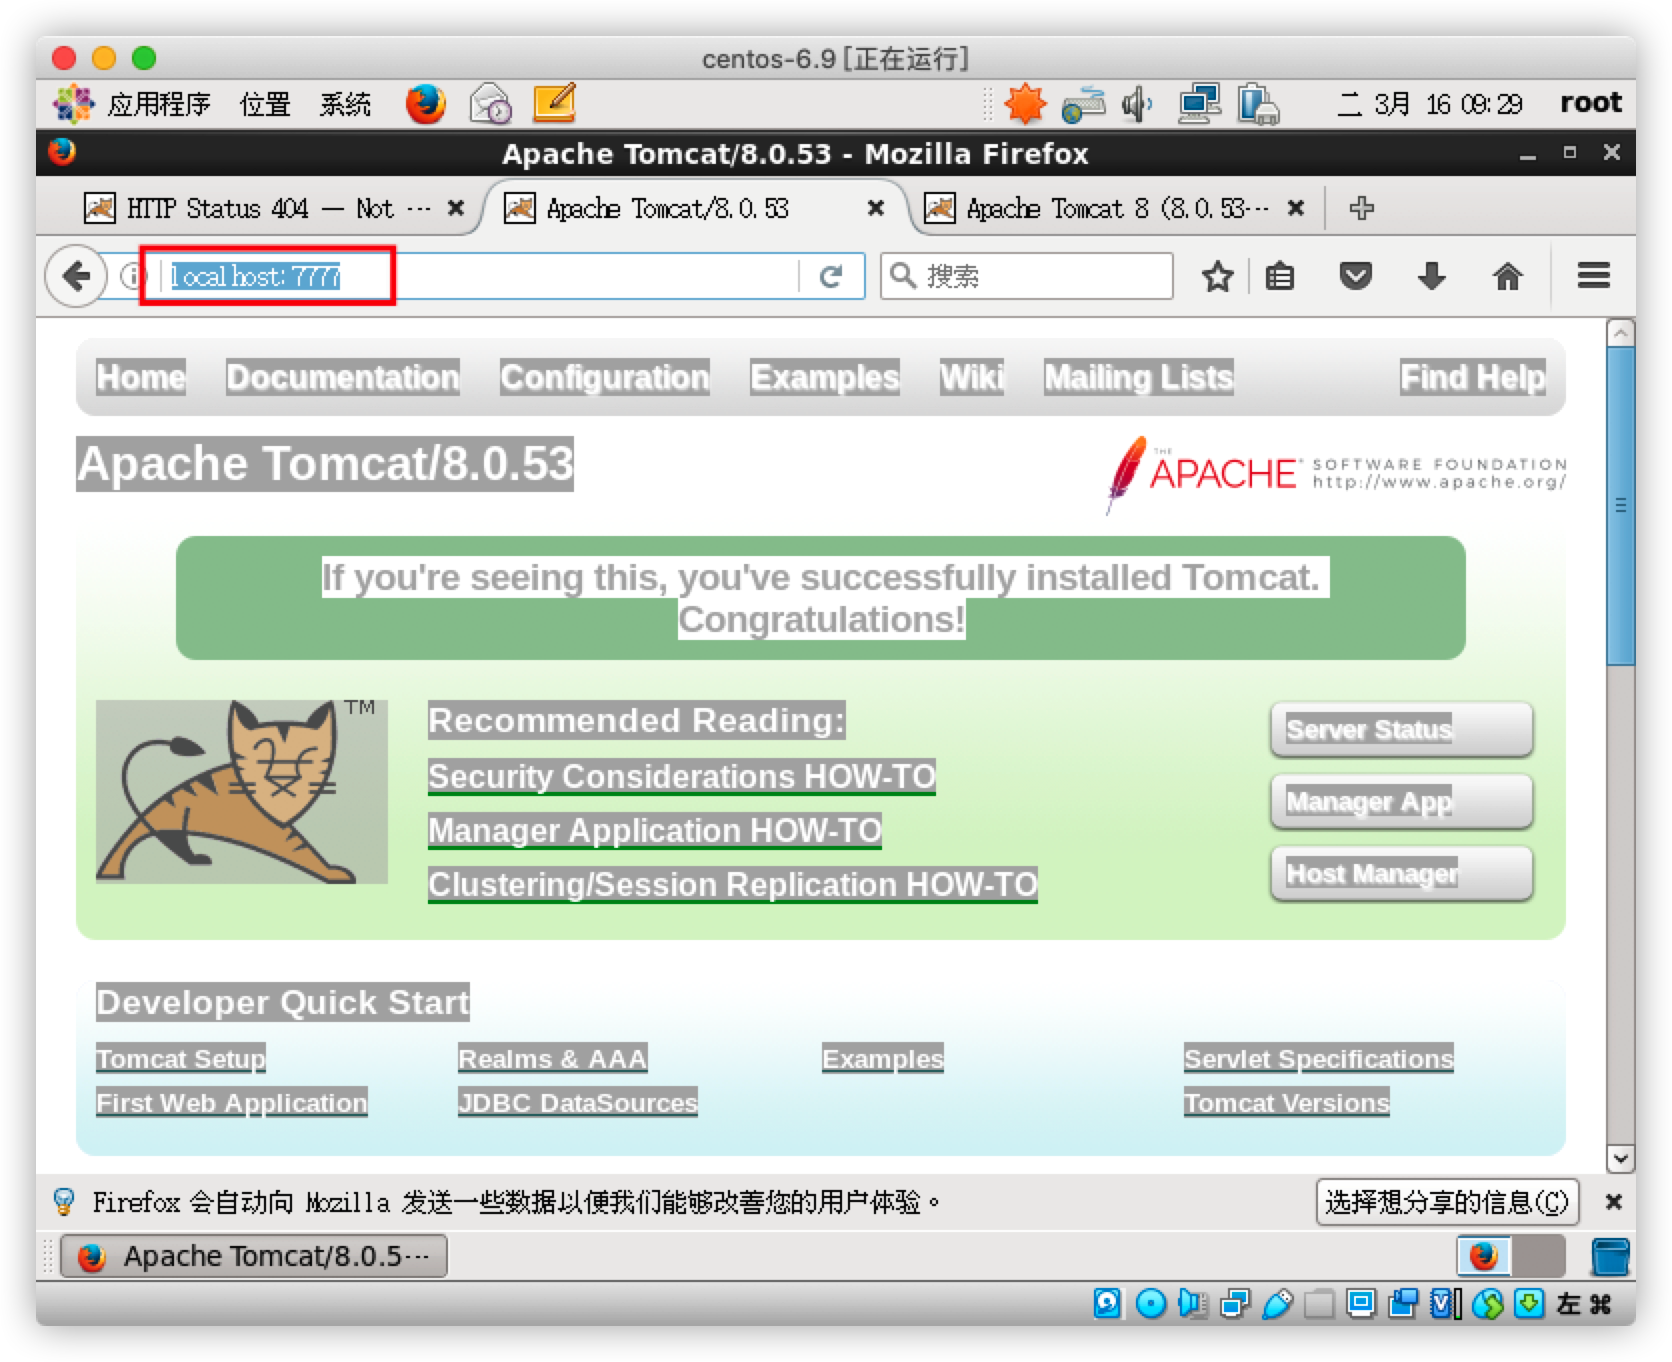 centos-6.9 [正在运行]
应用程序 位置 系统 二 3月 16 09:29 root
Apache Tomcat/8.0.53 - Mozilla Firefox
HTTP Status 404 — Not ··· Apache Tomcat/8.0.53 Apache Tomcat 8 (8.0.53···
localhost:7777 搜索
Home Documentation Configuration Examples Wiki Mailing Lists Find Help
Apache Tomcat/8.0.53
THE APACHE SOFTWARE FOUNDATION
http://www.apache.org/
If you're seeing this, you've successfully installed Tomcat.
Congratulations!
TM
Recommended Reading:
Security Considerations HOW-TO
Manager Application HOW-TO
Clustering/Session Replication HOW-TO
Server Status
Manager App
Host Manager
Developer Quick Start
Tomcat Setup Realms & AAA Examples Servlet Specifications
First Web Application JDBC DataSources Tomcat Versions
Firefox 会自动向 Mozilla 发送一些数据以便我们能够改善您的用户体验。 选择想分享的信息(C)
Apache Tomcat/8.0.5···
左 ⌘